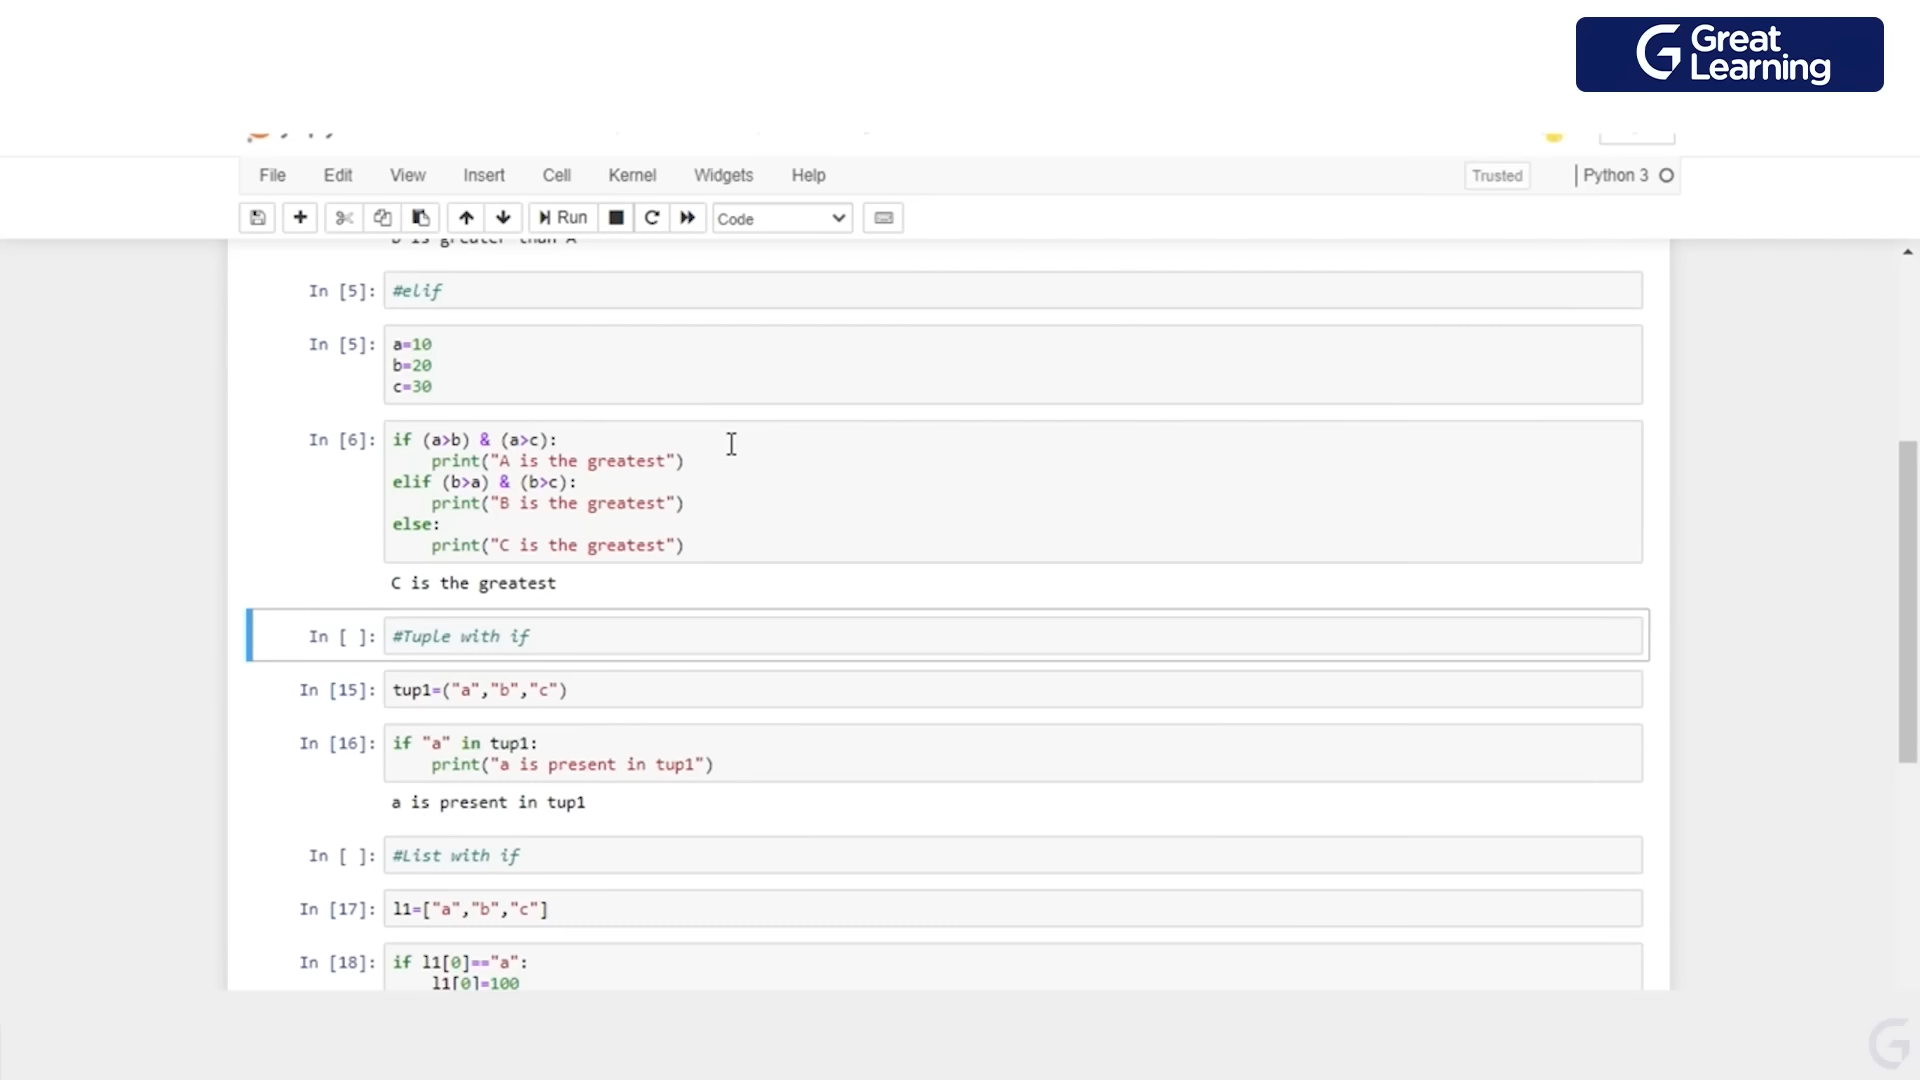 Great
Learning
File Edit View Insert Cell Kernel Widgets Help Trusted Python 3
Run Code
In [5]: #elif
In [5]: a=10
b=20
c=30
In [6]: if (a>b) & (a>c):
print("A is the greatest")
elif (b>a) & (b>c):
print("B is the greatest")
else:
print("C is the greatest")
C is the greatest
In [ ]: #Tuple with if
In [15]: tup1=("a","b","c")
In [16]: if "a" in tup1:
print("a is present in tup1")
a is present in tup1
In [ ]: #List with if
In [17]: l1=["a","b","c"]
In [18]: if l1[0]=="a":
l1[0]=100